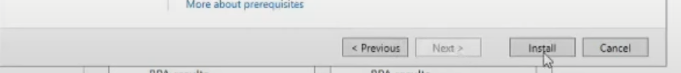 More about prerequisites
< Previous Next > Install Cancel